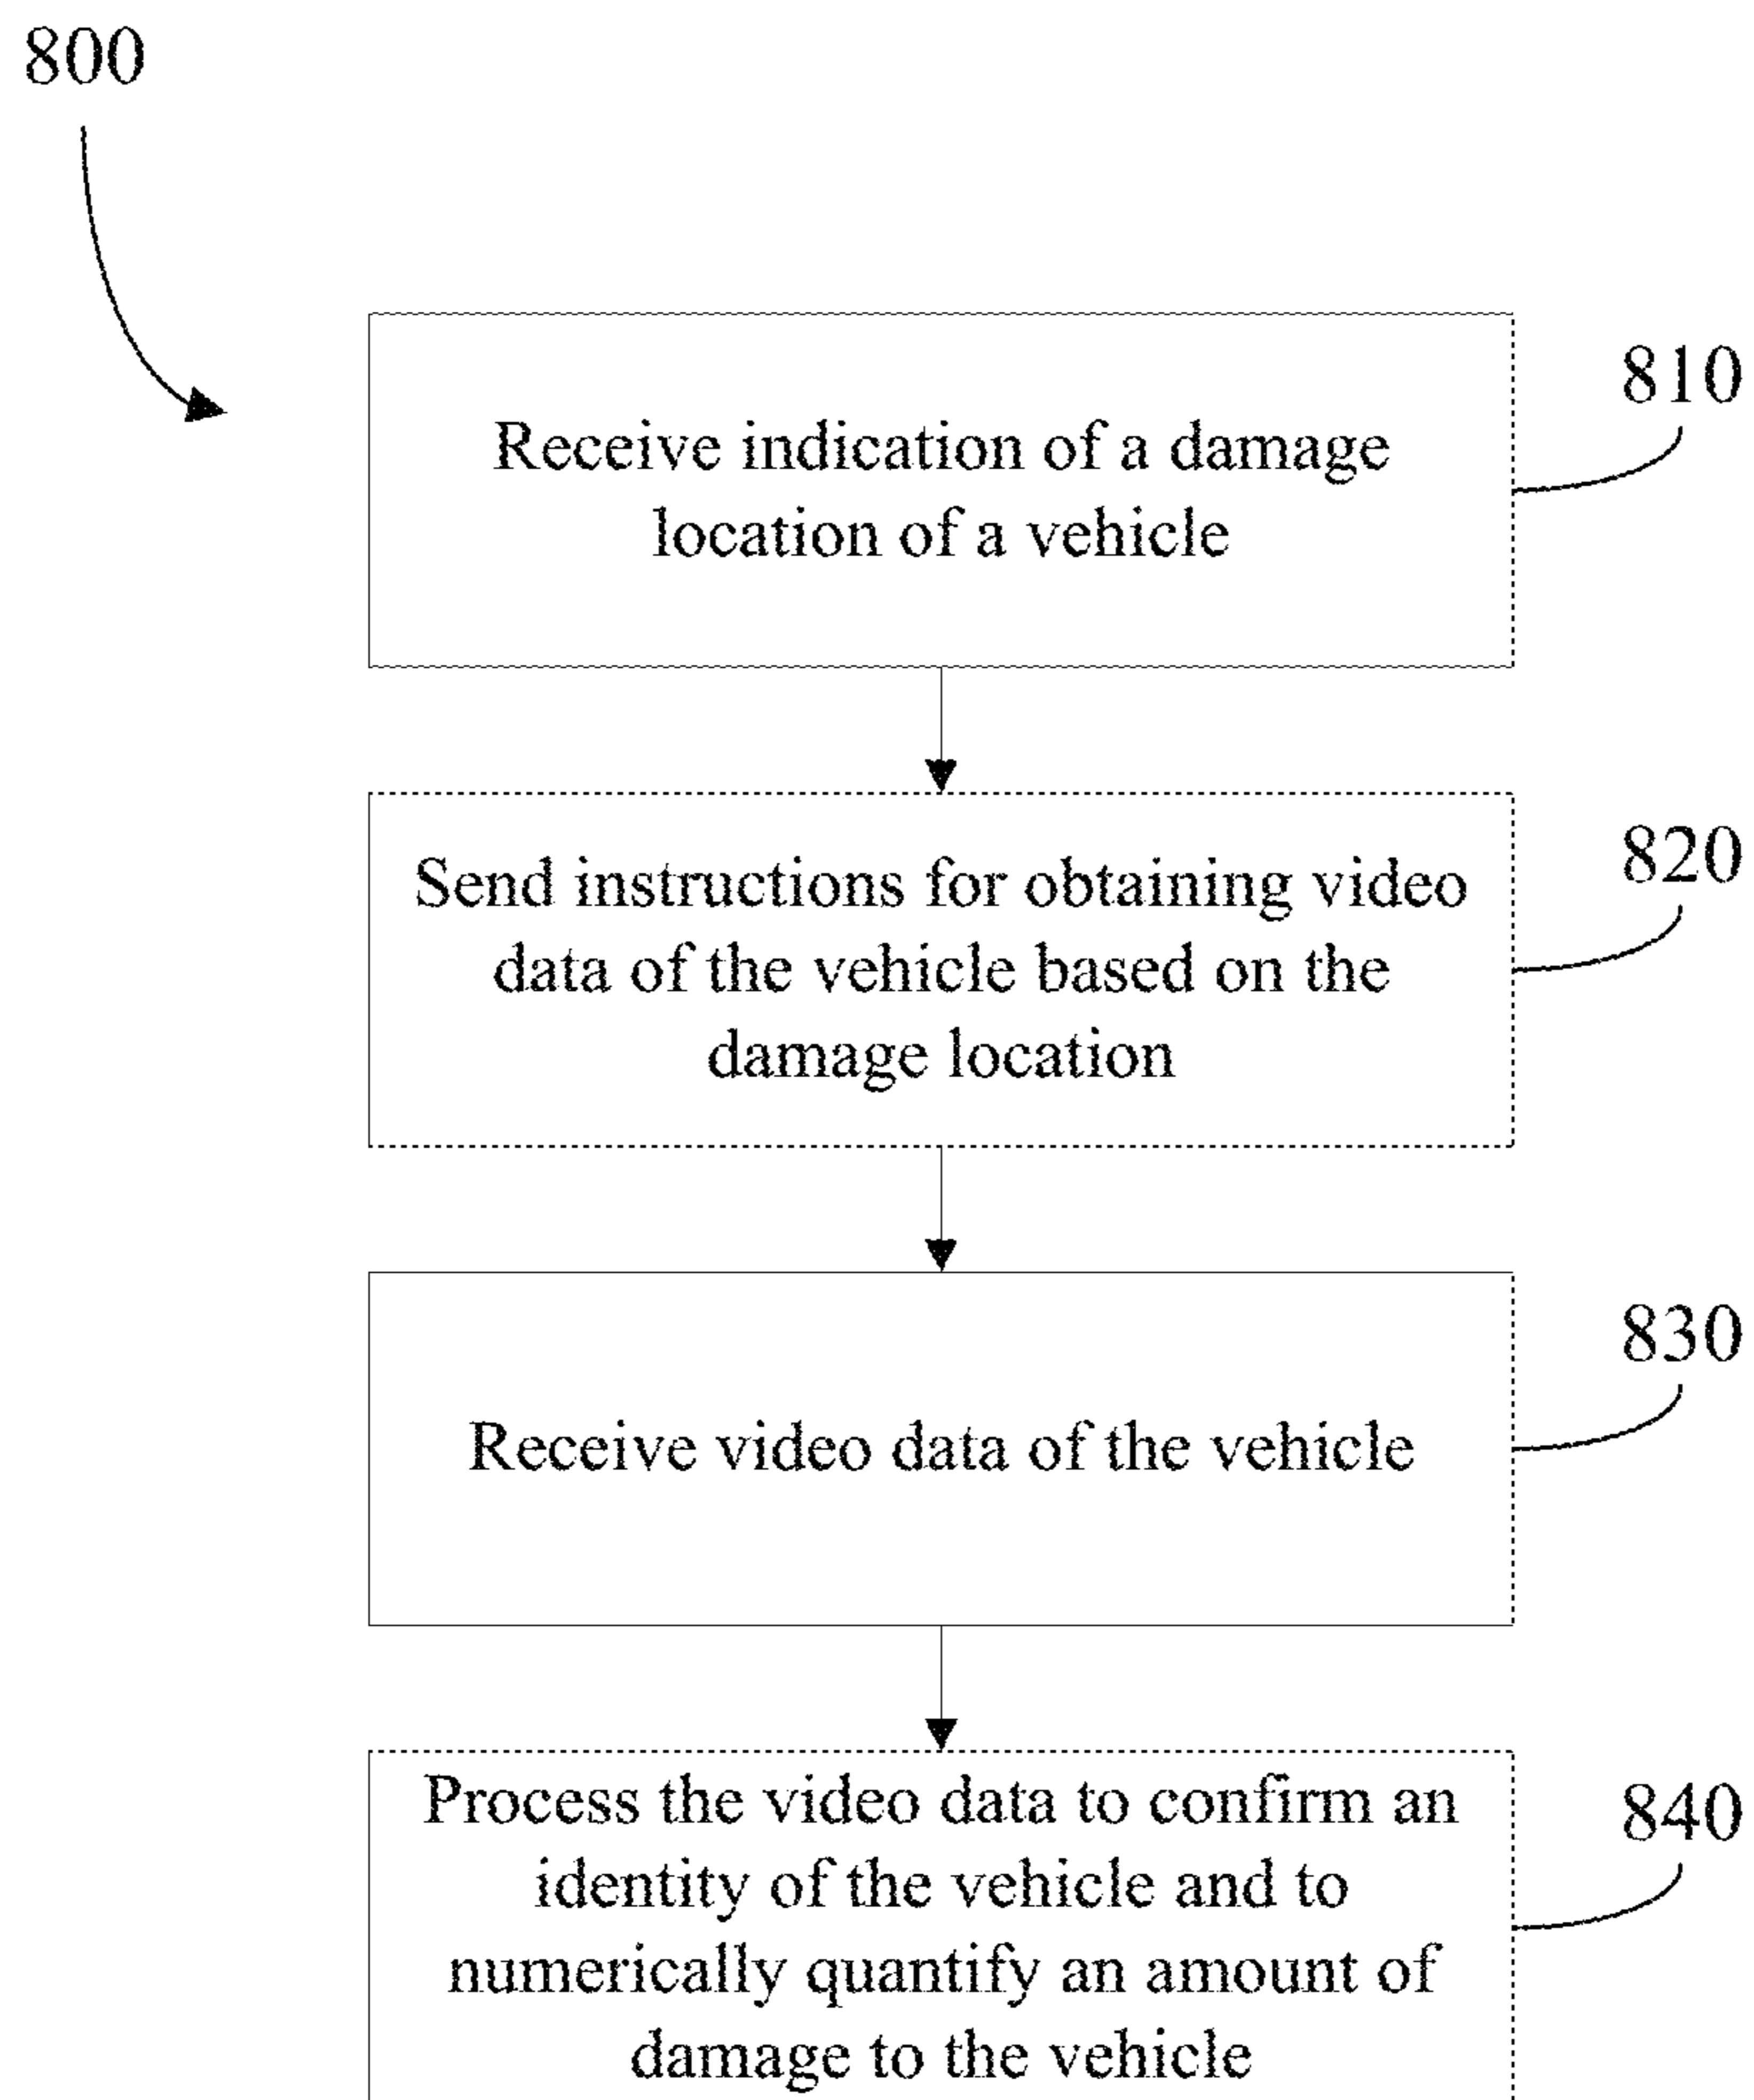 800
810
Receive indication of a damage
location of a vehicle
820
Send instructions for obtaining video
data of the vehicle based on the
damage location
830
Receive video data of the vehicle
840
Process the video data to confirm an
identity of the vehicle and to
numerically quantify an amount of
damage to the vehicle